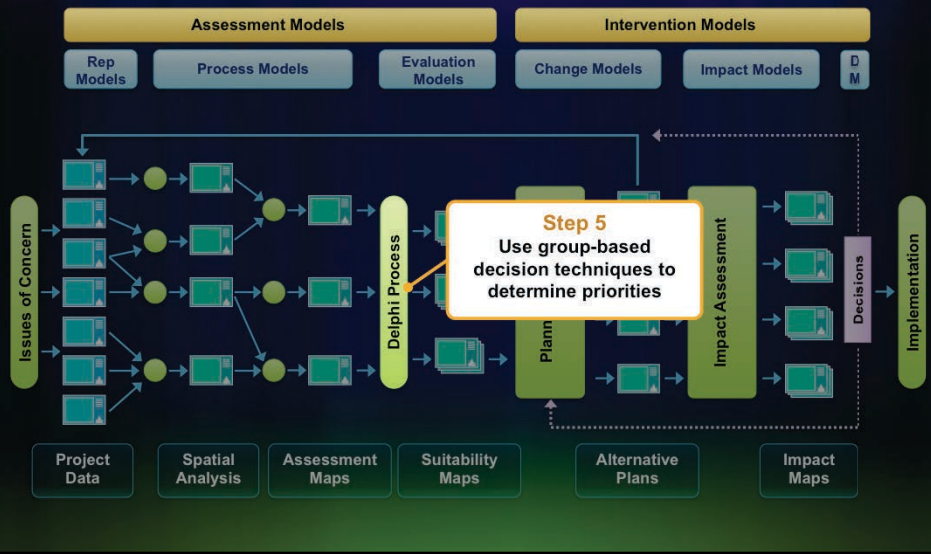 Assessment Models
Intervention Models
Rep
Models
Process Models
Evaluation
Models
Change Models
Impact Models
D
M
Issues of Concern
Delphi Process
Step 5
Use group-based
decision techniques to
determine priorities
Impact Assessment
Decisions
Implementation
Project
Data
Spatial
Analysis
Assessment
Maps
Suitability
Maps
Alternative
Plans
Impact
Maps